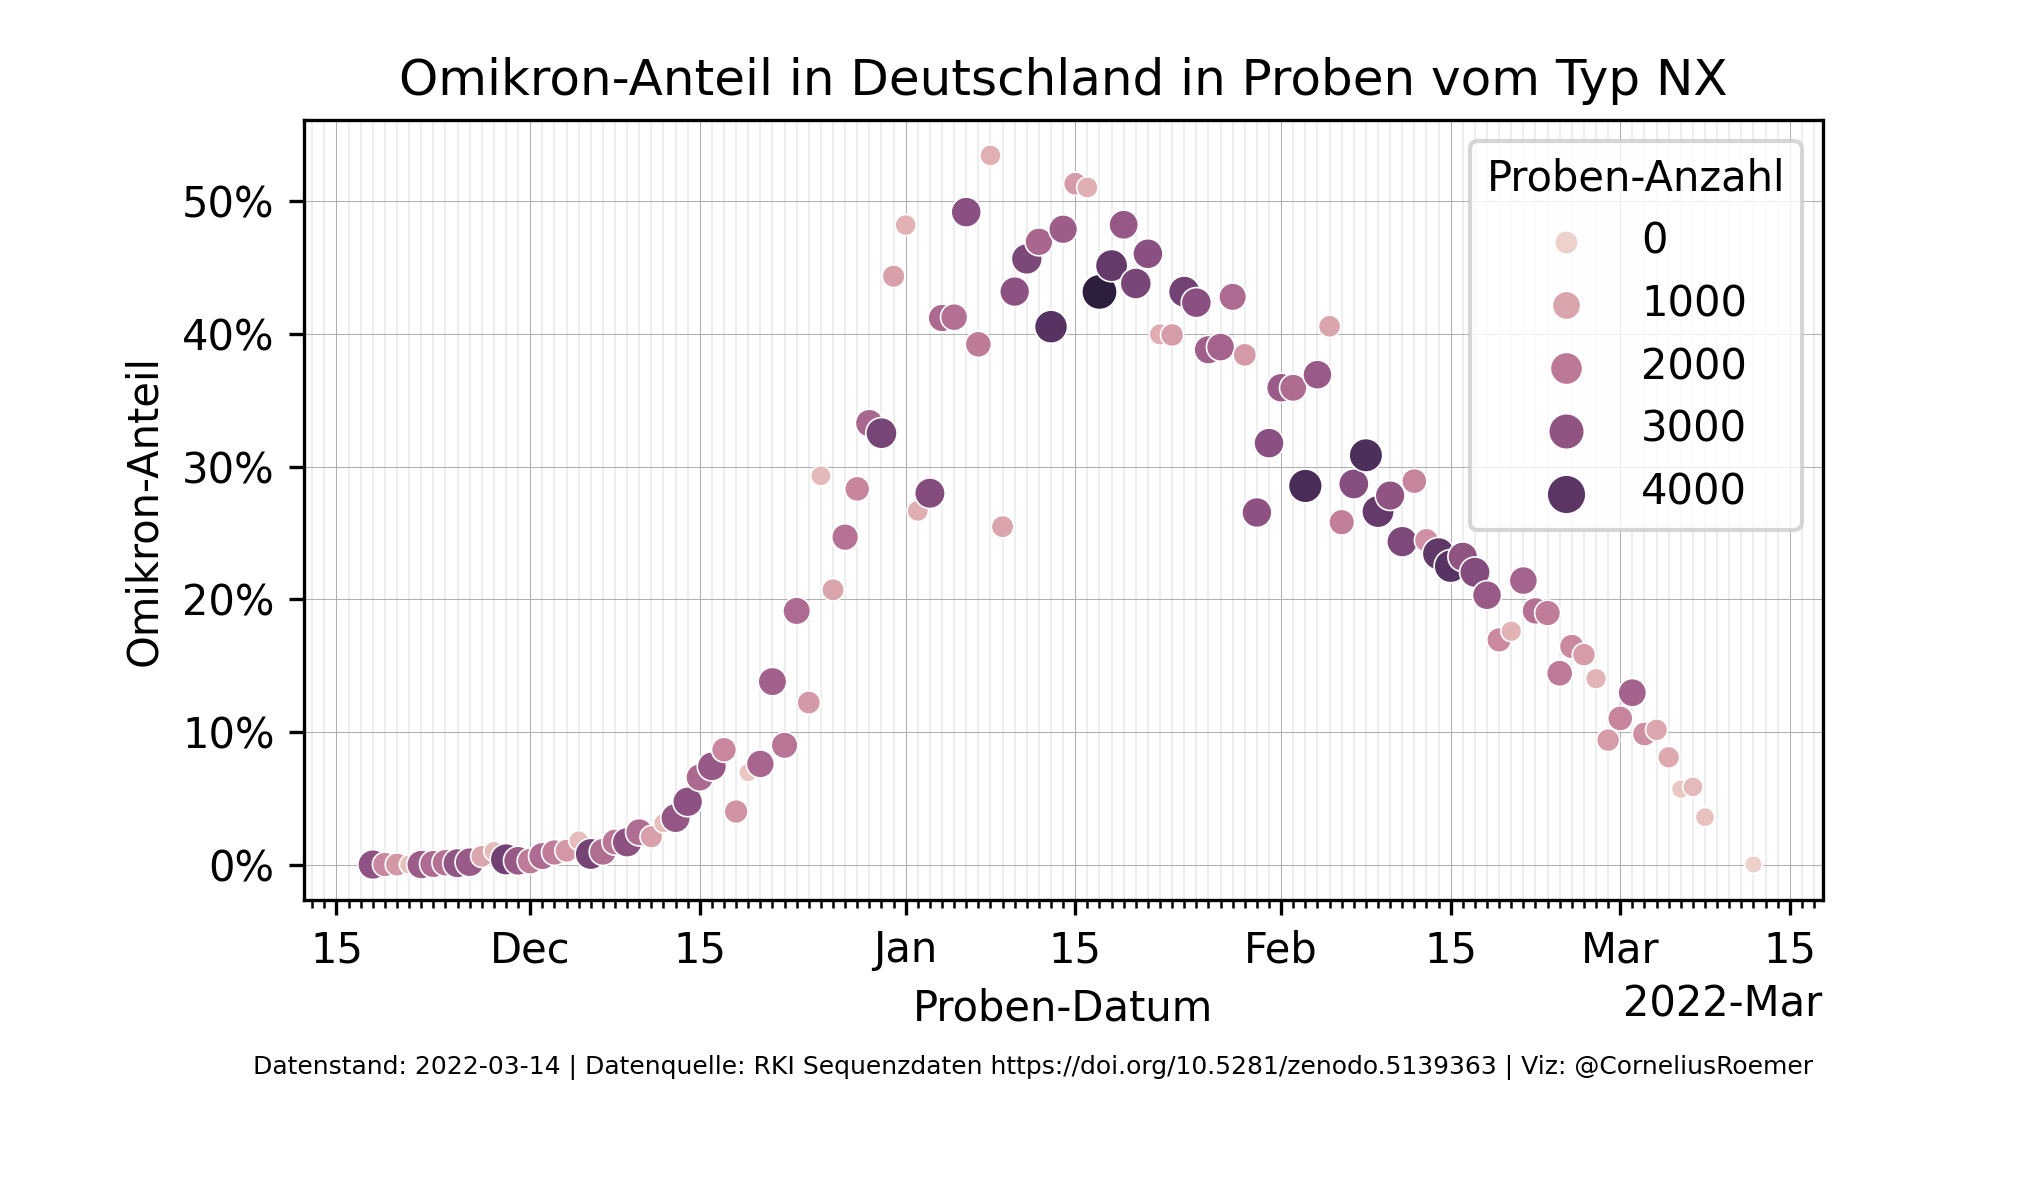 Omikron-Anteil in Deutschland in Proben vom Typ NX
Proben-Anzahl
0
1000
2000
3000
4000
Omikron-Anteil
50%
40%
30%
20%
10%
0%
15 Dec 15 Jan 15 Feb 15 Mar 15
2022-Mar
Proben-Datum
Datenstand: 2022-03-14 | Datenquelle: RKI Sequenzdaten https://doi.org/10.5281/zenodo.5139363 | Viz: @CorneliusRoemer